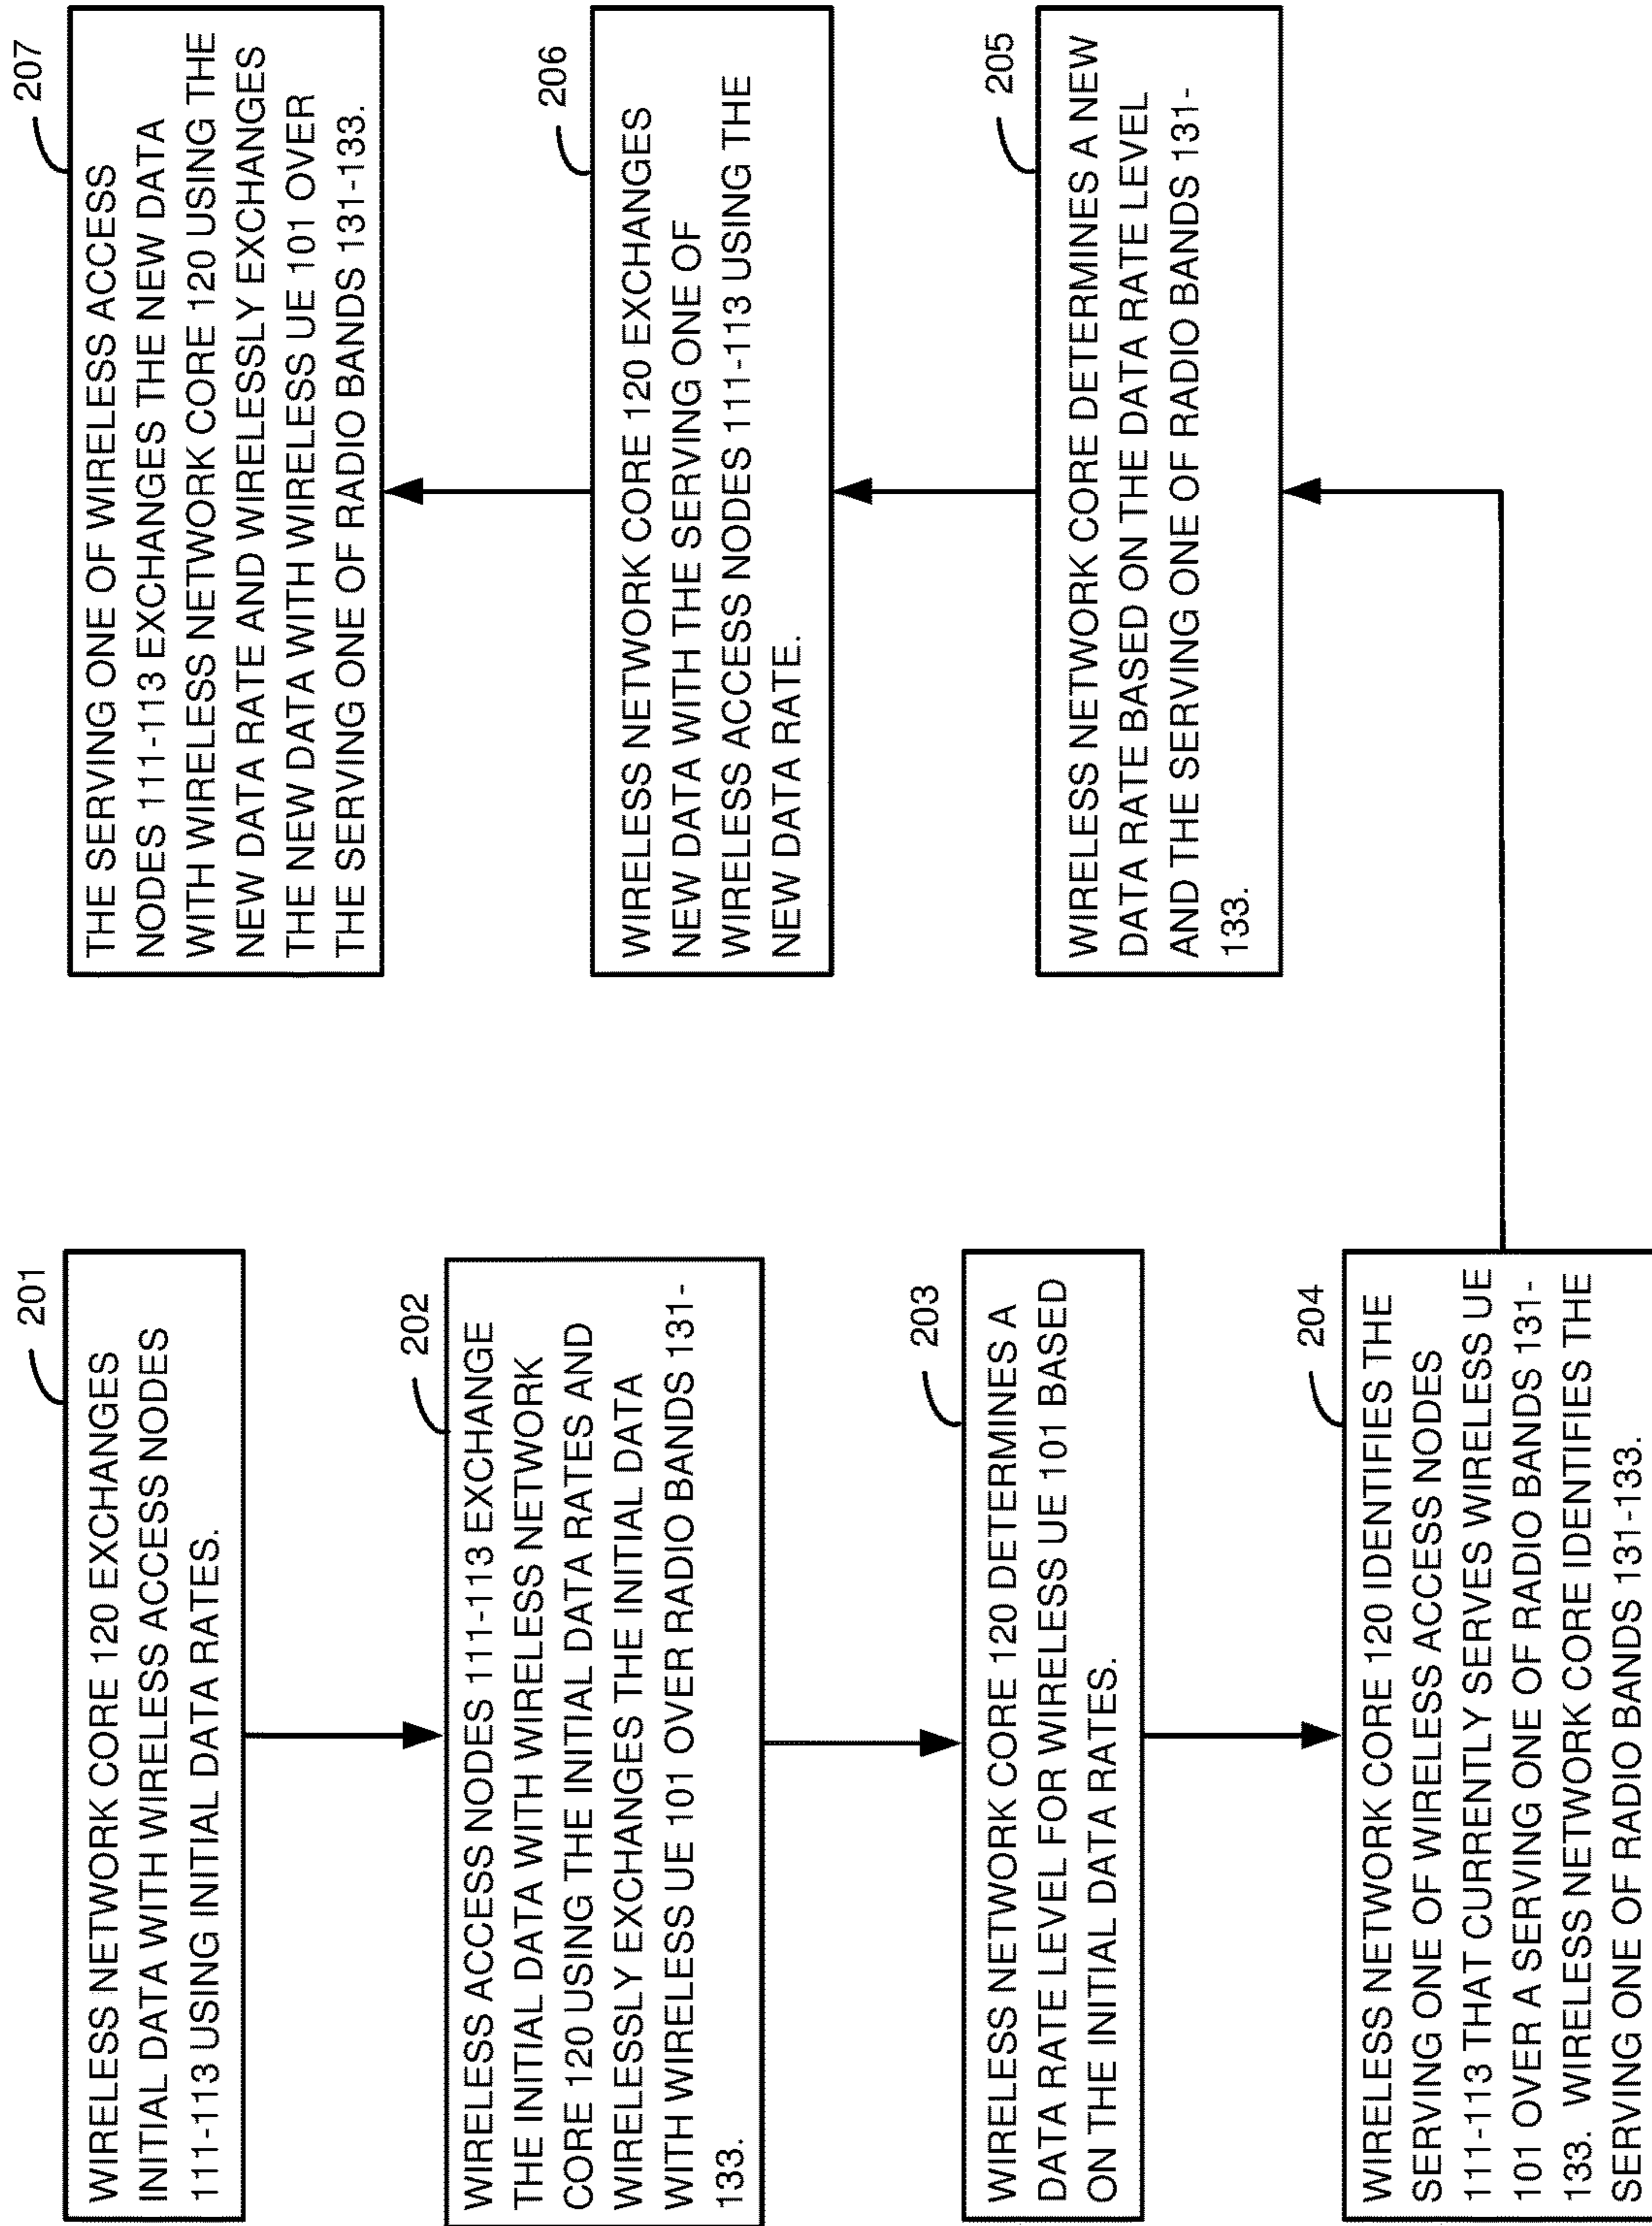 201
WIRELESS NETWORK CORE 120 EXCHANGES
INITIAL DATA WITH WIRELESS ACCESS NODES
111-113 USING INITIAL DATA RATES.
202
WIRELESS ACCESS NODES 111-113 EXCHANGE
THE INITIAL DATA WITH WIRELESS NETWORK
CORE 120 USING THE INITIAL DATA RATES AND
WIRELESSLY EXCHANGES THE INITIAL DATA
WITH WIRELESS UE 101 OVER RADIO BANDS 131-
133.
203
WIRELESS NETWORK CORE 120 DETERMINES A
DATA RATE LEVEL FOR WIRELESS UE 101 BASED
ON THE INITIAL DATA RATES.
204
WIRELESS NETWORK CORE 120 IDENTIFIES THE
SERVING ONE OF WIRELESS ACCESS NODES
111-113 THAT CURRENTLY SERVES WIRELESS UE
101 OVER A SERVING ONE OF RADIO BANDS 131-
133. WIRELESS NETWORK CORE IDENTIFIES THE
SERVING ONE OF RADIO BANDS 131-133.
205
WIRELESS NETWORK CORE DETERMINES A NEW
DATA RATE BASED ON THE DATA RATE LEVEL
AND THE SERVING ONE OF RADIO BANDS 131-
133.
206
WIRELESS NETWORK CORE 120 EXCHANGES
NEW DATA WITH THE SERVING ONE OF
WIRELESS ACCESS NODES 111-113 USING THE
NEW DATA RATE.
207
THE SERVING ONE OF WIRELESS ACCESS
NODES 111-113 EXCHANGES THE NEW DATA
WITH WIRELESS NETWORK CORE 120 USING THE
NEW DATA RATE AND WIRELESSLY EXCHANGES
THE NEW DATA WITH WIRELESS UE 101 OVER
THE SERVING ONE OF RADIO BANDS 131-133.